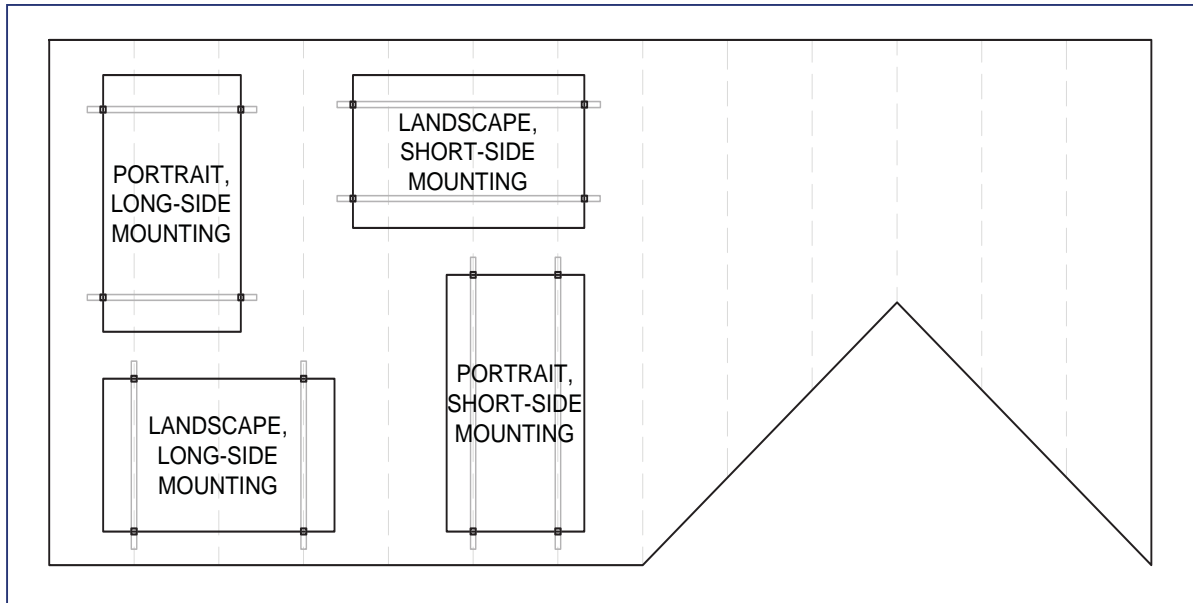 PORTRAIT,
LONG-SIDE
MOUNTING
LANDSCAPE,
SHORT-SIDE
MOUNTING
LANDSCAPE,
LONG-SIDE
MOUNTING
PORTRAIT,
SHORT-SIDE
MOUNTING